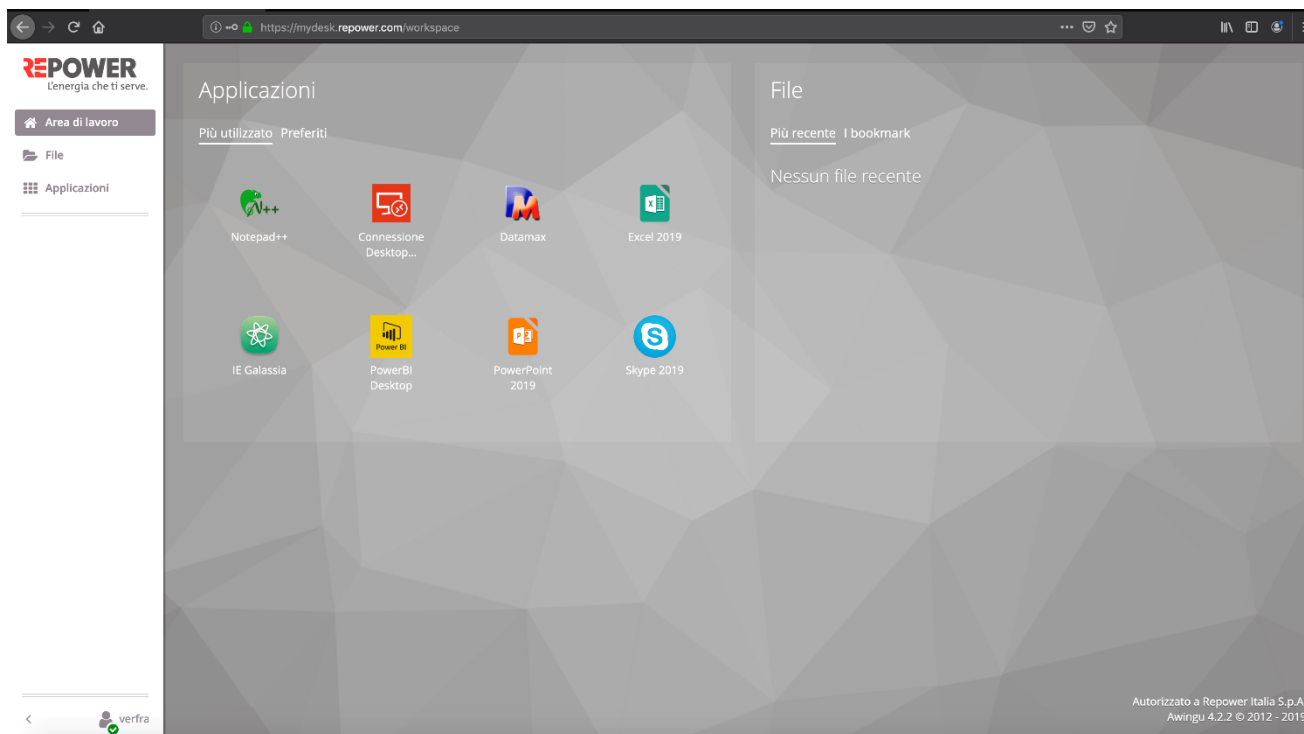 https://mydesk.repower.com/workspace
REPOWER
L'energia che ti serve.
Area di lavoro
File
Applicazioni
Applicazioni
Più utilizzato Preferiti
N++
Notepad++
Connessione
Desktop...
Datamax
X
Excel 2019
IE Galassia
Power BI
PowerBI
Desktop
P
PowerPoint
2019
S
Skype 2019
File
Più recente I bookmark
Nessun file recente
verfra
Autorizzato a Repower Italia S.p.A
Awingu 4.2.2 © 2012 - 2019